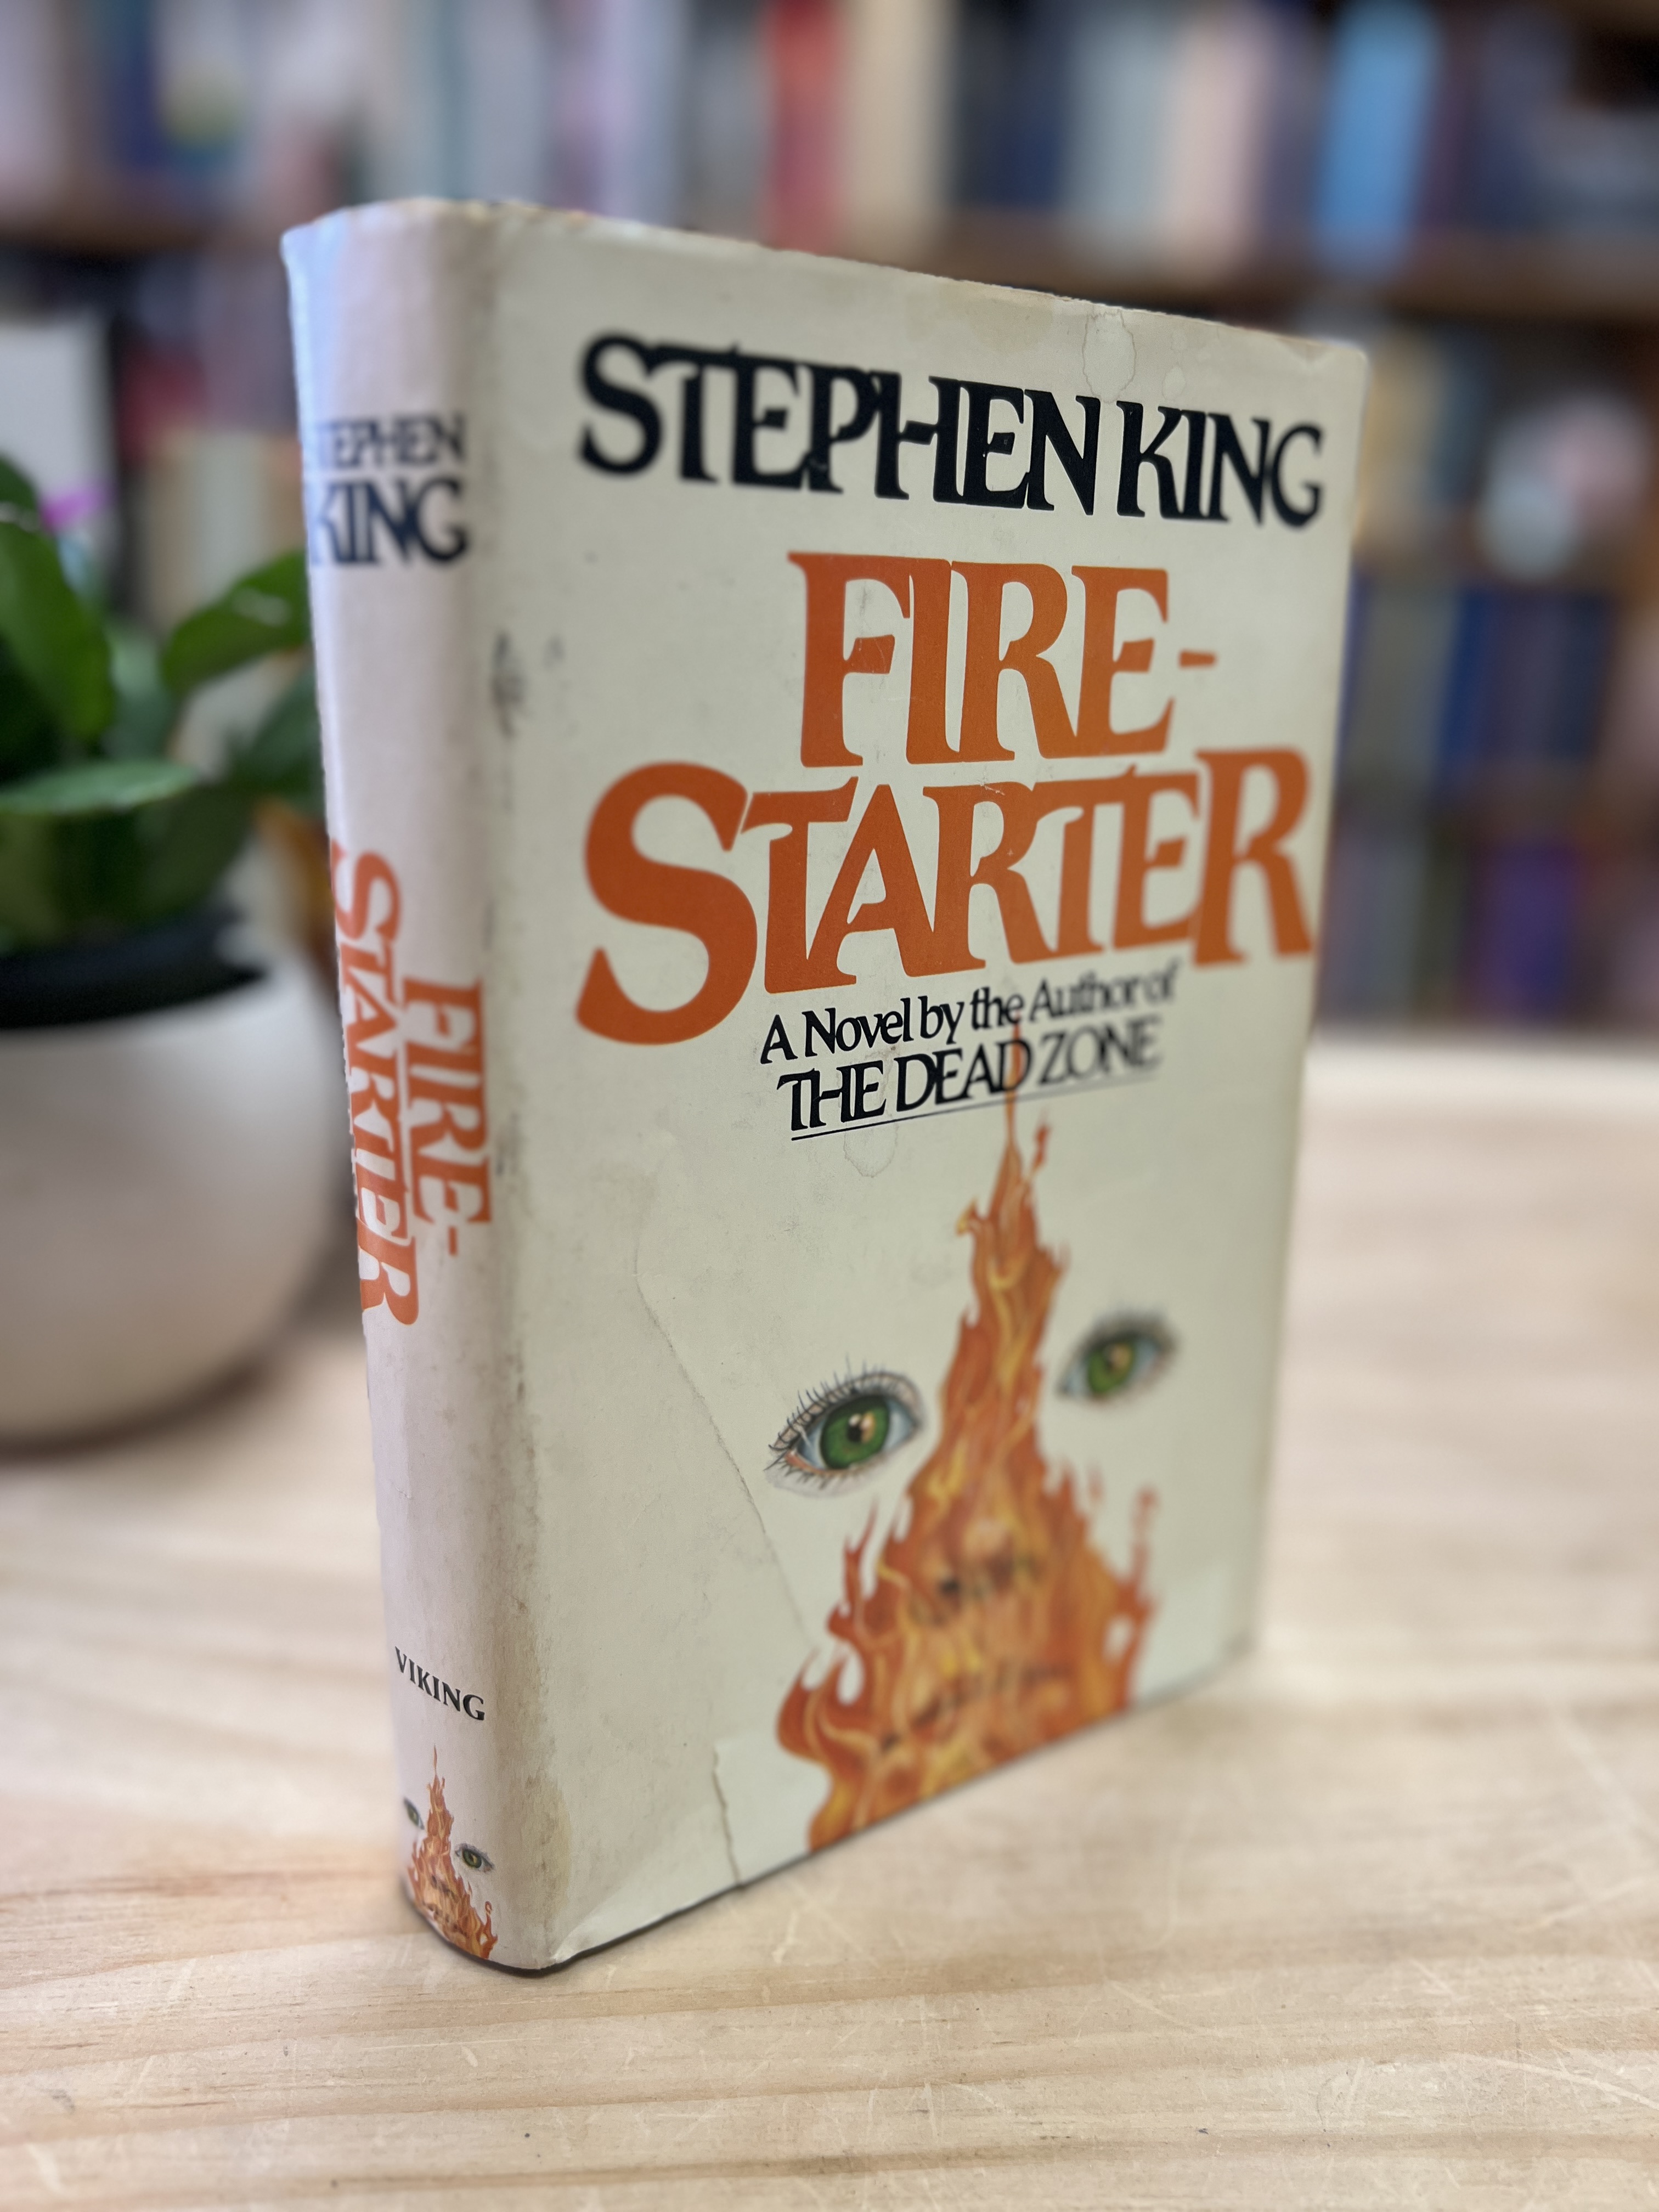 STEPHEN KING
FIRE-
STARTER
A Novel by the Author of
THE DEAD ZONE
STEPHEN
KING
FIRE-
STARTER
VIKING